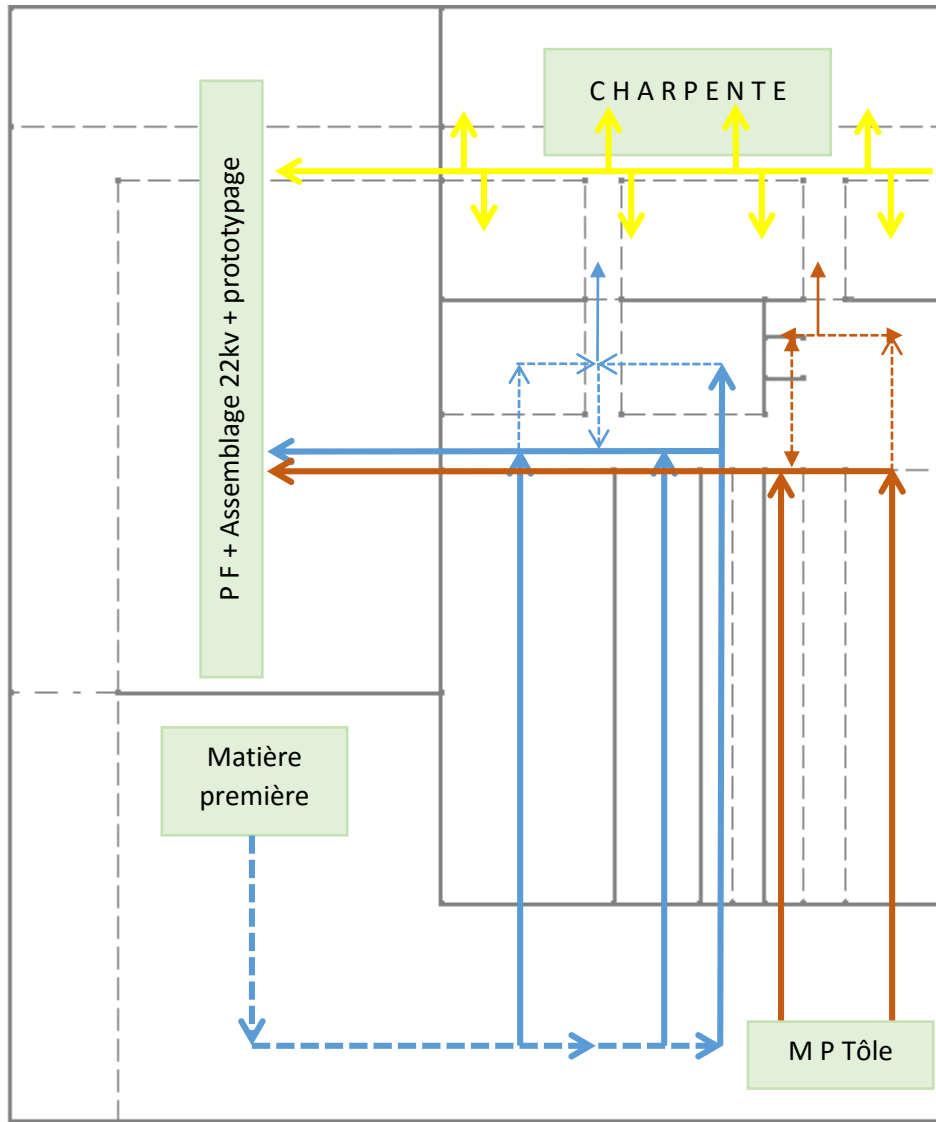 C H A R P E N T E
P F + Assemblage 22kv + prototypage
Matière
première
M P Tôle